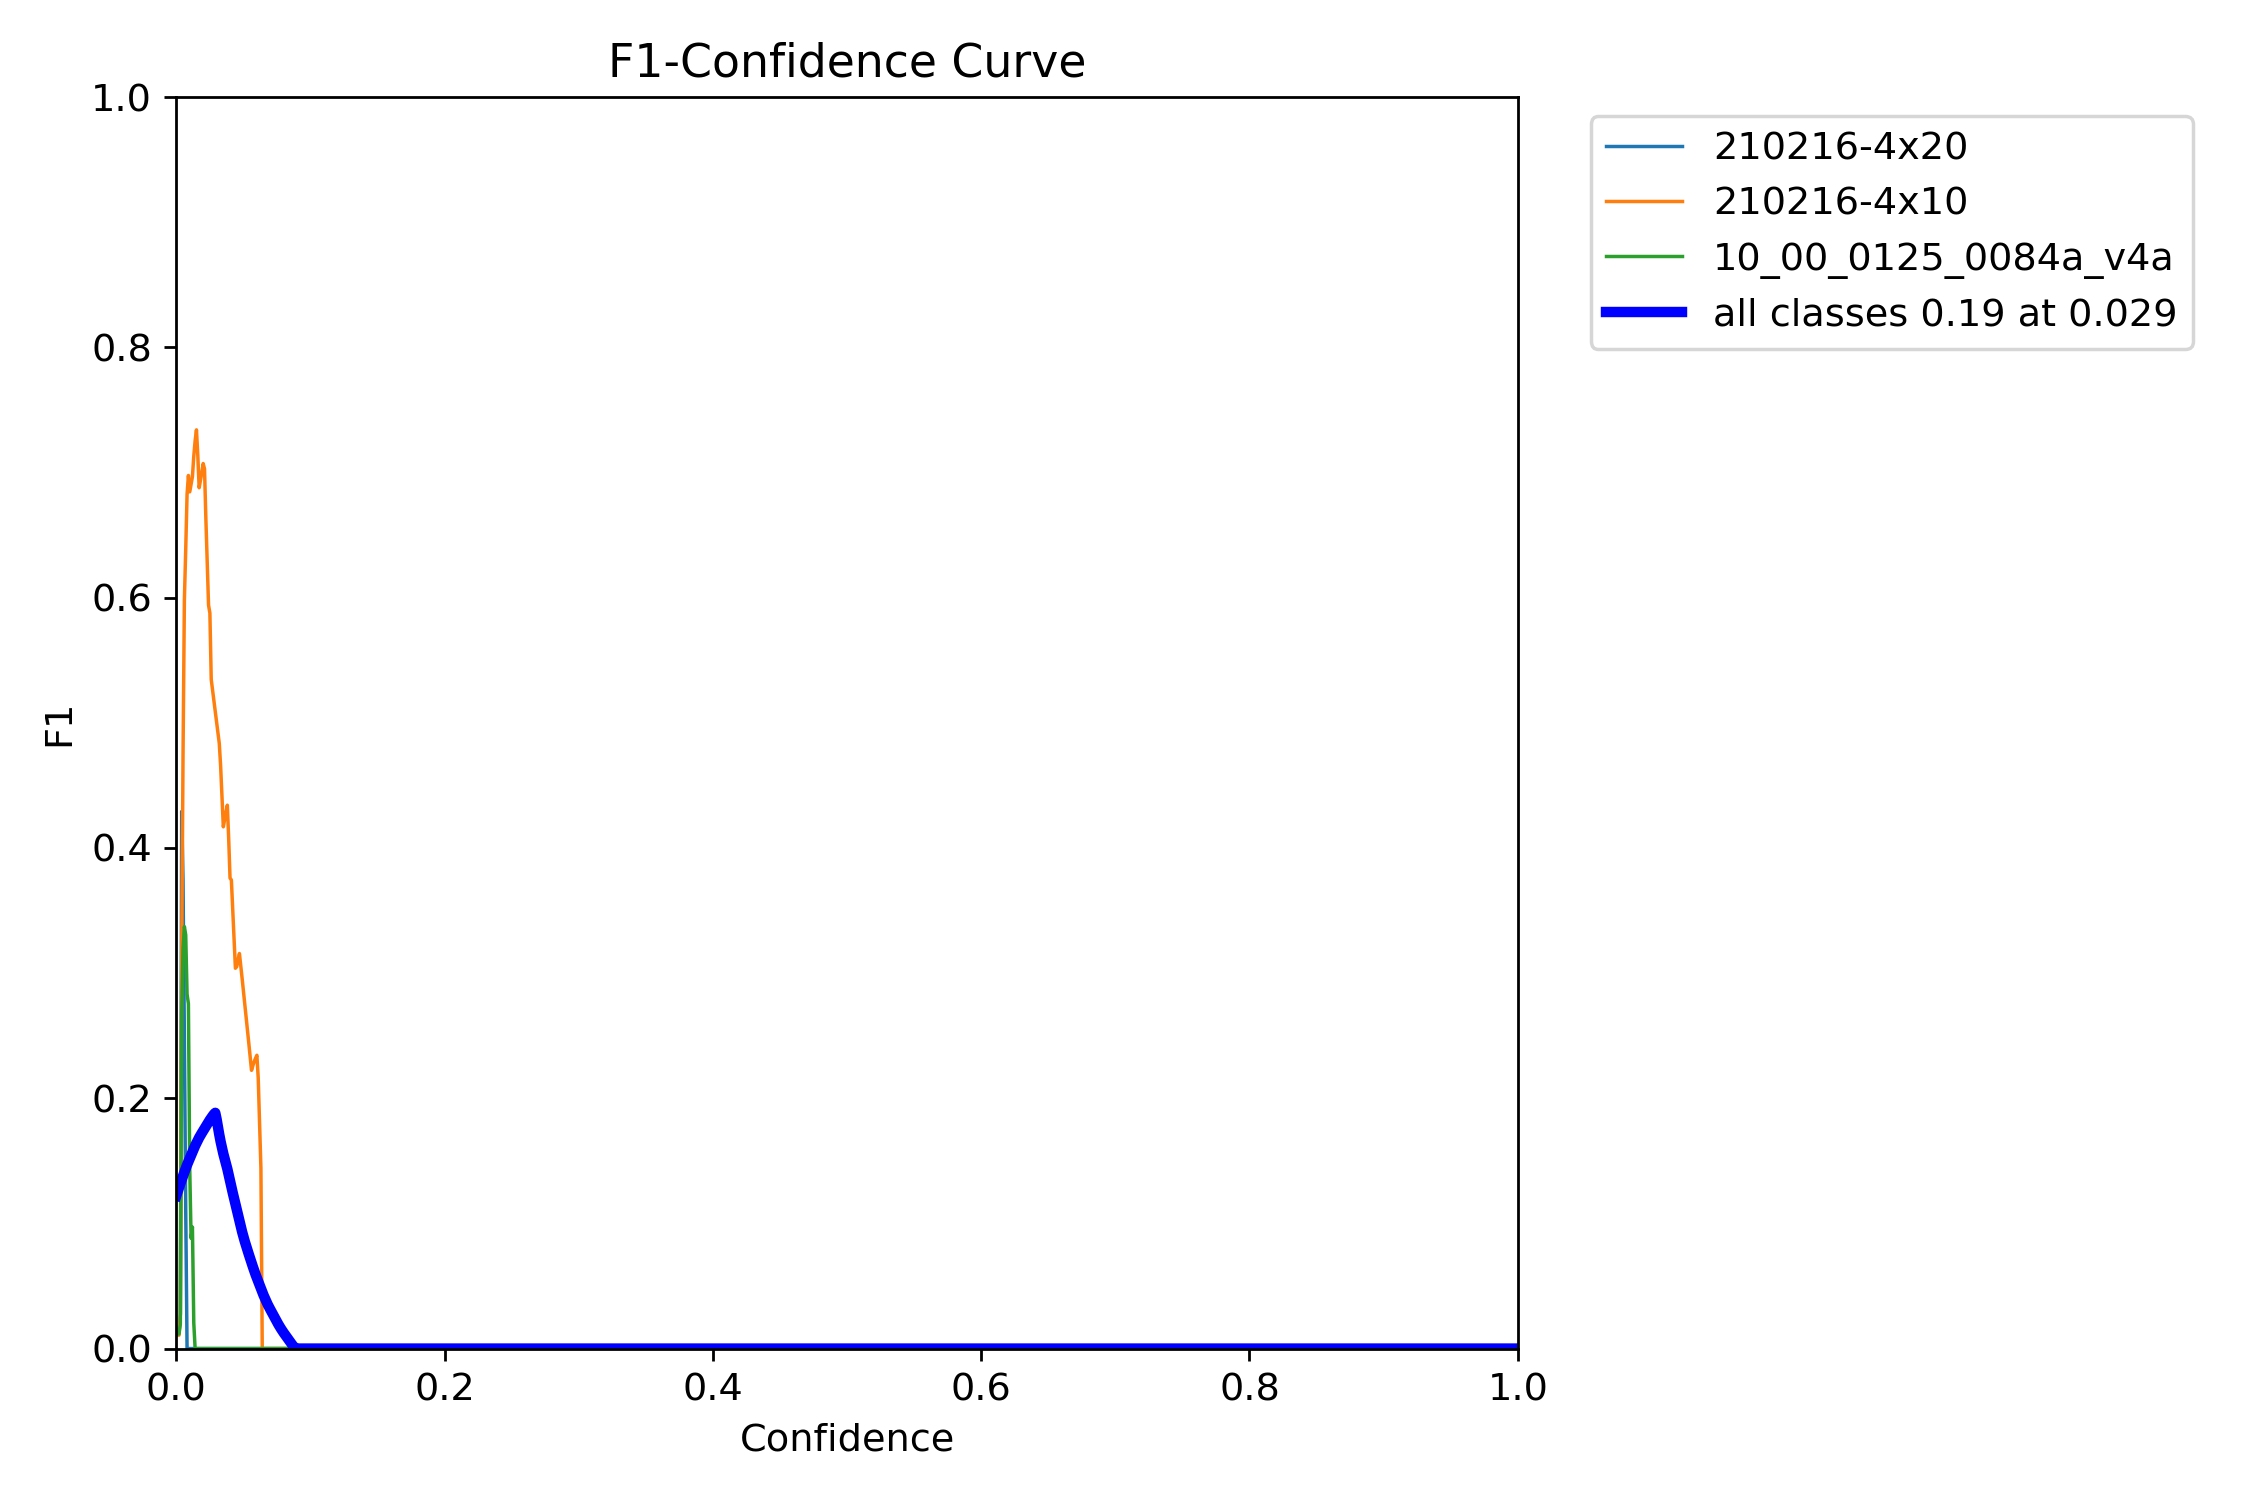 F1-Confidence Curve
1.0
0.8
0.6
0.4
0.2
0.0
F1
0.0 0.2 0.4 0.6 0.8 1.0
Confidence
210216-4x20
210216-4x10
10_00_0125_0084a_v4a
all classes 0.19 at 0.029